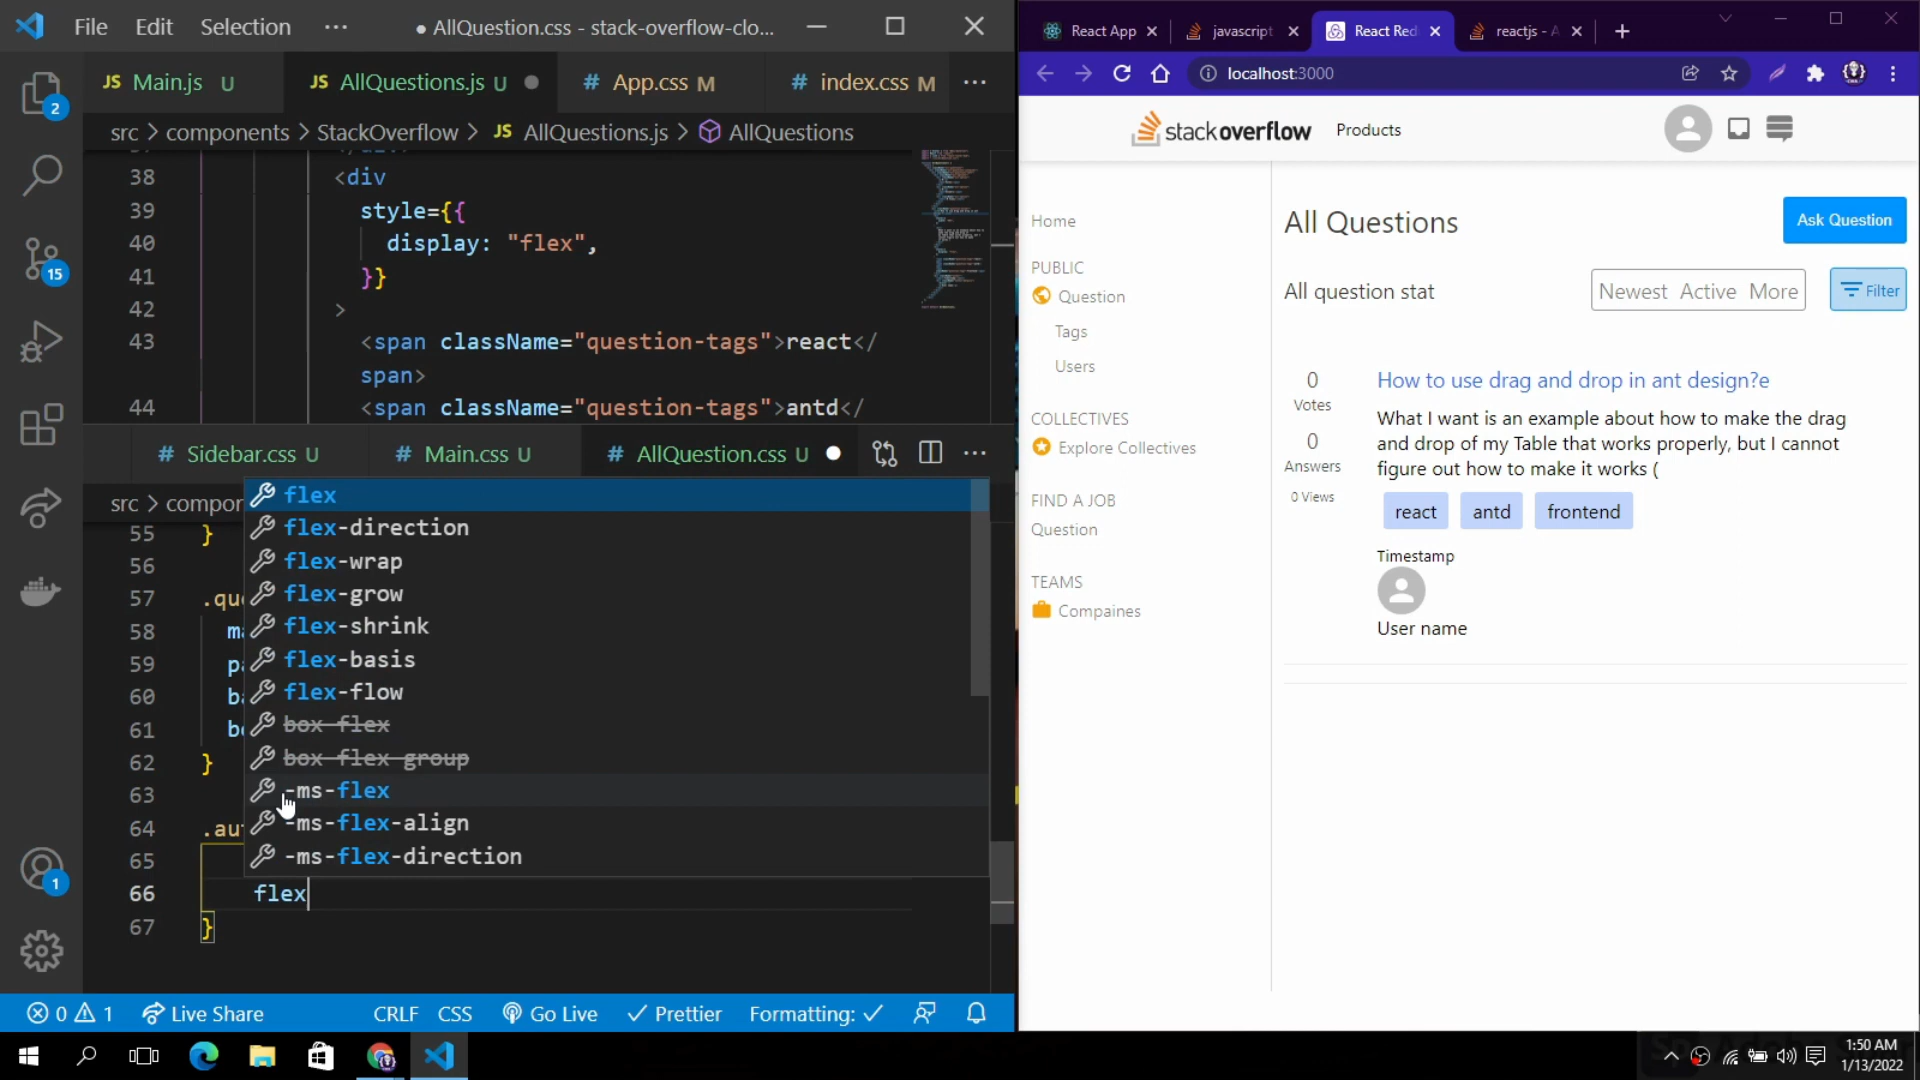 File Edit Selection ···
● AllQuestion.css - stack-overflow-clo...
JS Main.js U
JS AllQuestions.js U
# App.css M
# index.css M
src > components > StackOverflow > JS AllQuestions.js > AllQuestions
38 <div
39 style={{
40 display: "flex",
41 }}
42 >
43 <span className="question-tags">react</
span>
44 <span className="question-tags">antd</
# Sidebar.css U
# Main.css U
# AllQuestion.css U
src > compor
55 }
56
57 .que
58 ma
59 pa
60 ba
61 bo
62 }
63
64 .aut
65
66 flex
67 }
flex
flex-direction
flex-wrap
flex-grow
flex-shrink
flex-basis
flex-flow
box-flex
box-flex-group
-ms-flex
-ms-flex-align
-ms-flex-direction
2
15
1
0 1 Live Share CRLF CSS Go Live Prettier Formatting: ✓
React App
javascript
React Red
reactjs - A
localhost:3000
stackoverflow Products
Home
PUBLIC
Question
Tags
Users
COLLECTIVES
Explore Collectives
FIND A JOB
Question
TEAMS
Compaines
All Questions
Ask Question
All question stat
Newest Active More
Filter
0
Votes
0
Answers
0 Views
How to use drag and drop in ant design?e
What I want is an example about how to make the drag
and drop of my Table that works properly, but I cannot
figure out how to make it works (
react antd frontend
Timestamp
User name
1:50 AM
1/13/2022